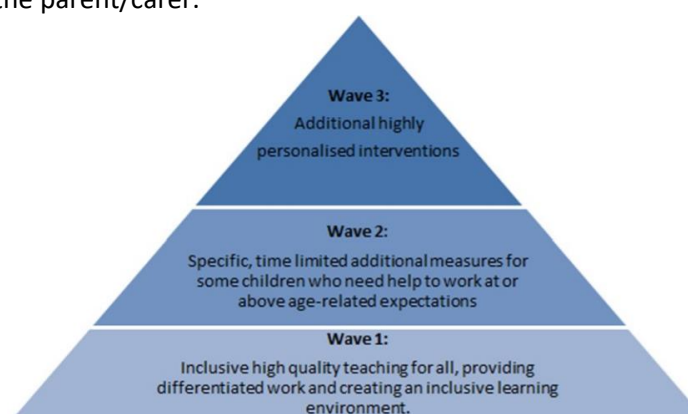 the parent/carer.
Wave 3:
Additional highly
personalised interventions
Wave 2:
Specific, time limited additional measures for
some children who need help to work at or
above age-related expectations
Wave 1:
Inclusive high quality teaching for all, providing
differentiated work and creating an inclusive learning
environment.